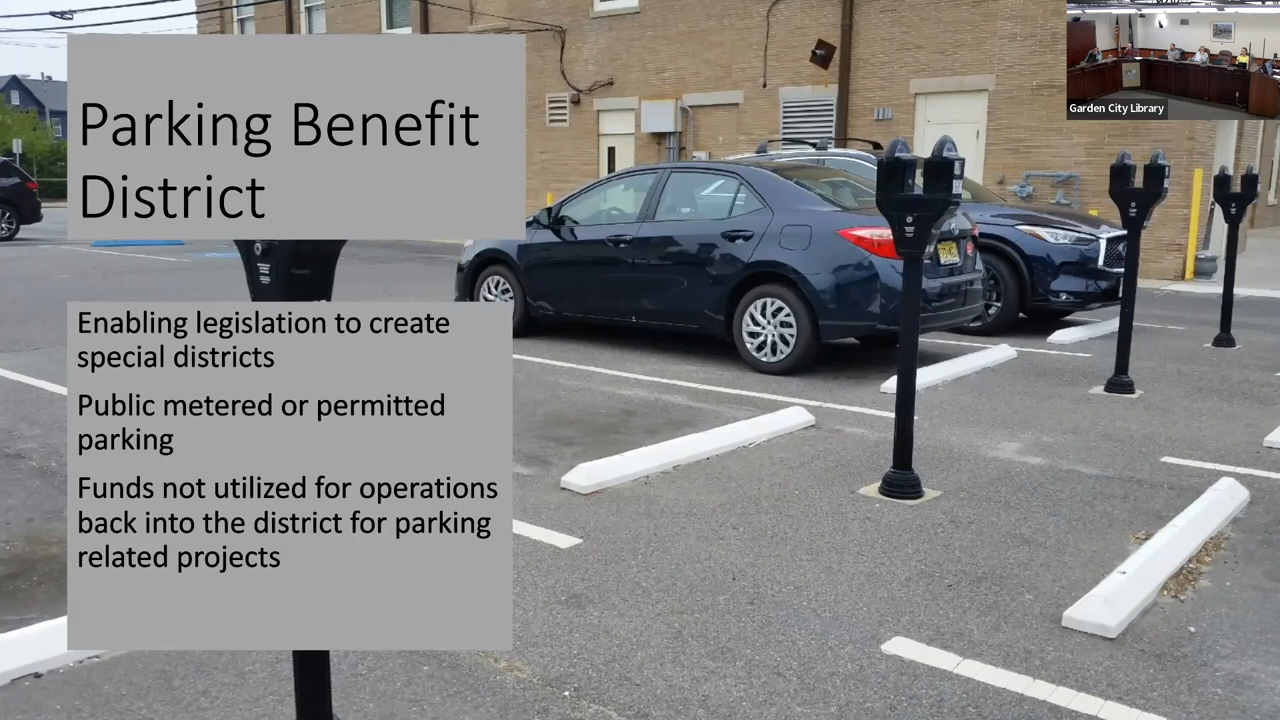 Parking Benefit
District
Enabling legislation to create
special districts
Public metered or permitted
parking
Funds not utilized for operations
back into the district for parking
related projects
Garden City Library